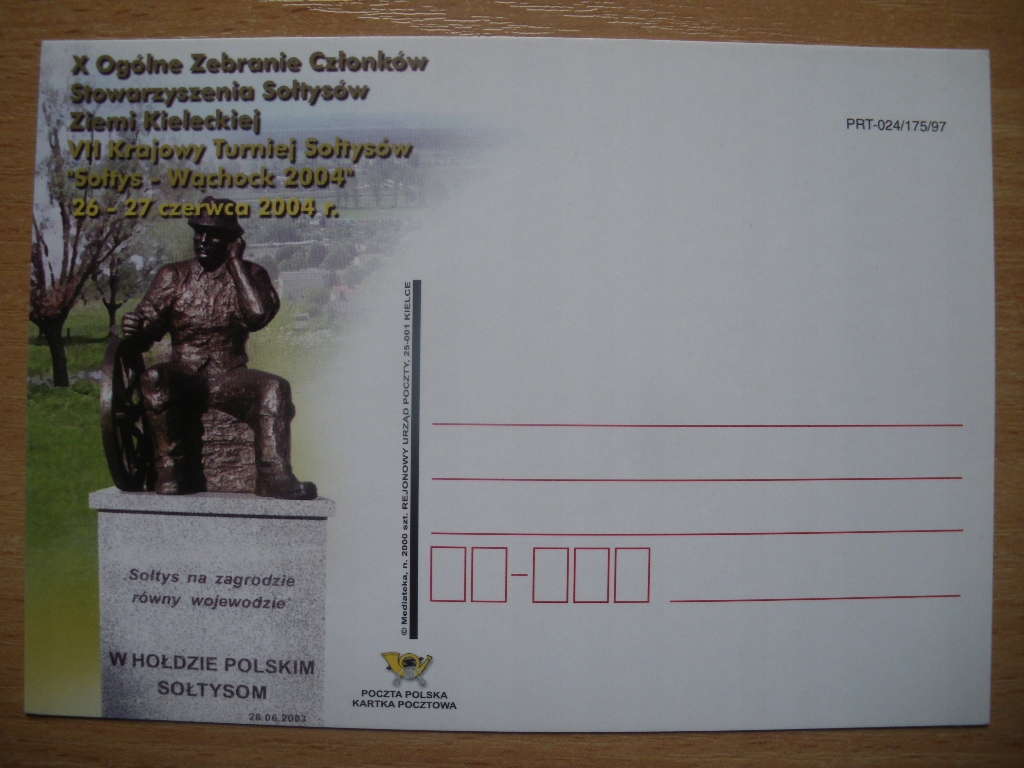 X Ogólne Zebranie Członków
Stowarzyszenia Sołtysów
Ziemi Kieleckiej
VII Krajowy Turniej Sołtysów
"Sołtys - Wąchock 2004"
26 - 27 czerwca 2004 r.
PRT-024/175/97
© Mediateka, n. 2000 szt. REJONOWY URZĄD POCZTY, 25-001 KIELCE
„Sołtys na zagrodzie
równy wojewodzie”
W HOŁDZIE POLSKIM
SOŁTYSOM
28.06.2003
POCZTA POLSKA
KARTKA POCZTOWA